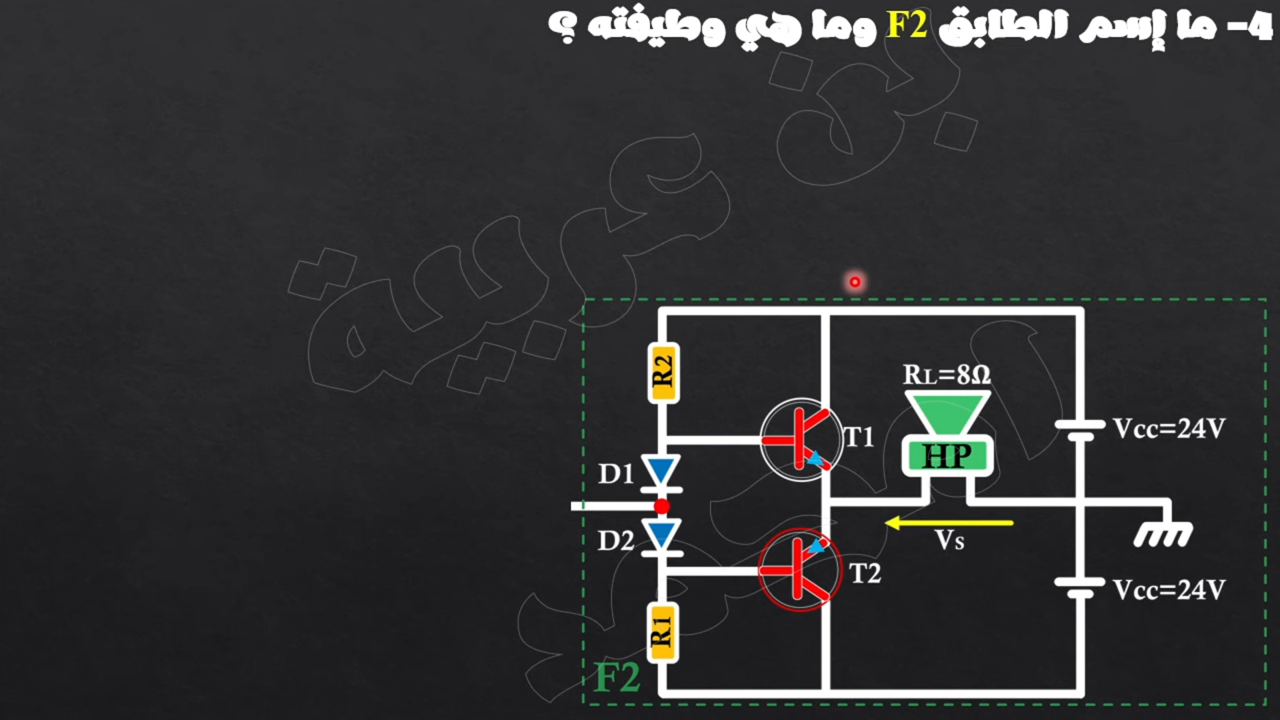 4- ما إسم الطابق F2 وما هي وظيفته ؟
R2
RL=8Ω
T1
Vcc=24V
HP
D1
D2
Vs
T2
Vcc=24V
R1
F2